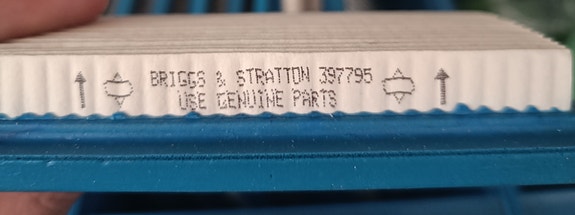 BRIGGS & STRATTON 397795
USE GENUINE PARTS